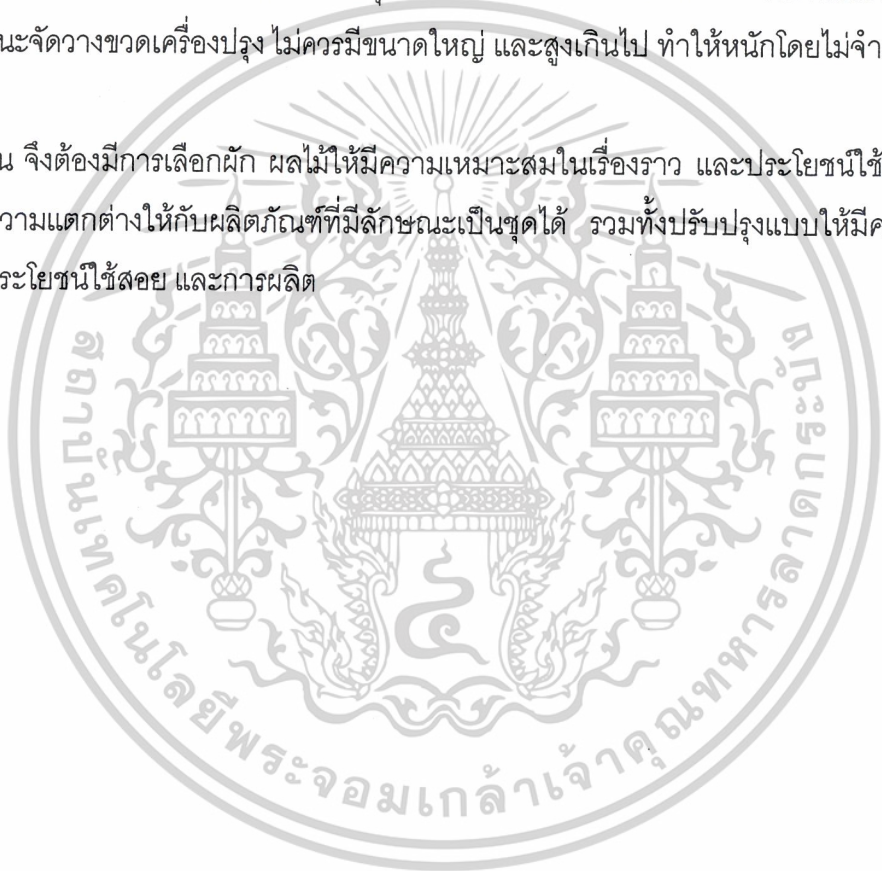 นะจัดวางขวดเครื่องปรุง ไม่ควรมีขนาดใหญ่ และสูงเกินไป ทำให้หนักโดยไม่จำ
น จึงต้องมีการเลือกผัก ผลไม้ให้มีความเหมาะสมในเรื่องราว และประโยชน์ใช้
วามแตกต่างให้กับผลิตภัณฑ์ที่มีลักษณะเป็นชุดได้ รวมทั้งปรับปรุงแบบให้มีค
ระโยชน์ใช้สอย และการผลิต
สถาบันเทคโนโลยีพระจอมเกล้าเจ้าคุณทหารลาดกระบัง
๔